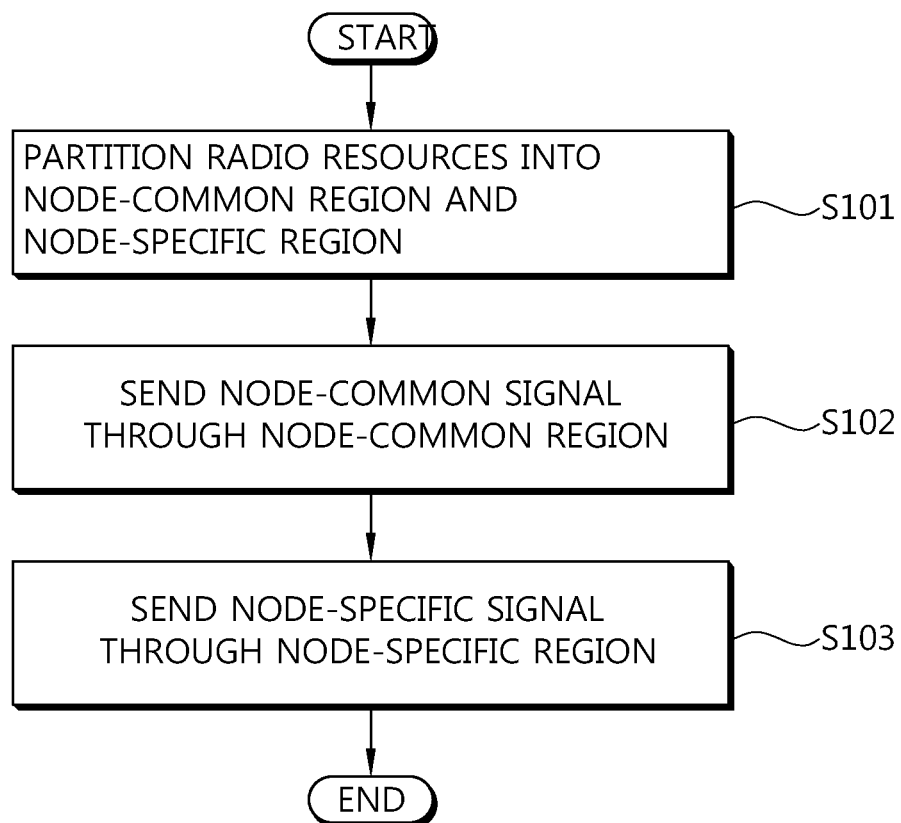 START
PARTITION RADIO RESOURCES INTO
NODE-COMMON REGION AND
NODE-SPECIFIC REGION
S101
SEND NODE-COMMON SIGNAL
THROUGH NODE-COMMON REGION
S102
SEND NODE-SPECIFIC SIGNAL
THROUGH NODE-SPECIFIC REGION
S103
END